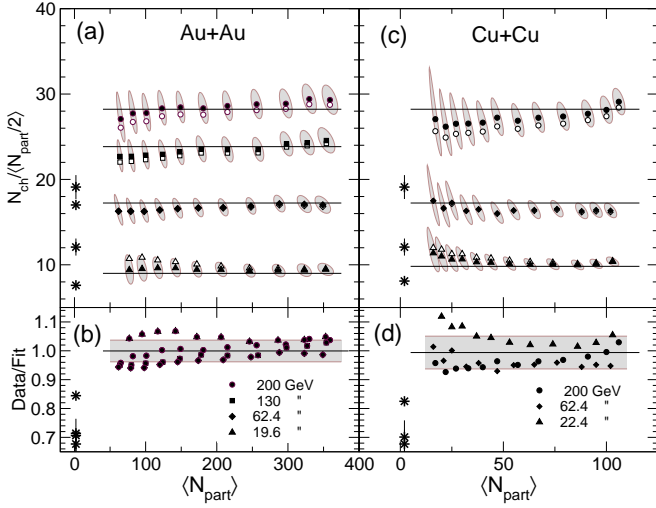 (a) Au+Au
(c) Cu+Cu
N_ch/⟨N_part/2⟩
40
30
20
10
(b)
(d)
Data/Fit
1.1
1.0
0.9
0.8
0.7
200 GeV
130 "
62.4 "
19.6 "
200 GeV
62.4 "
22.4 "
0 100 200 300 400
0 50 100
⟨N_part⟩ ⟨N_part⟩